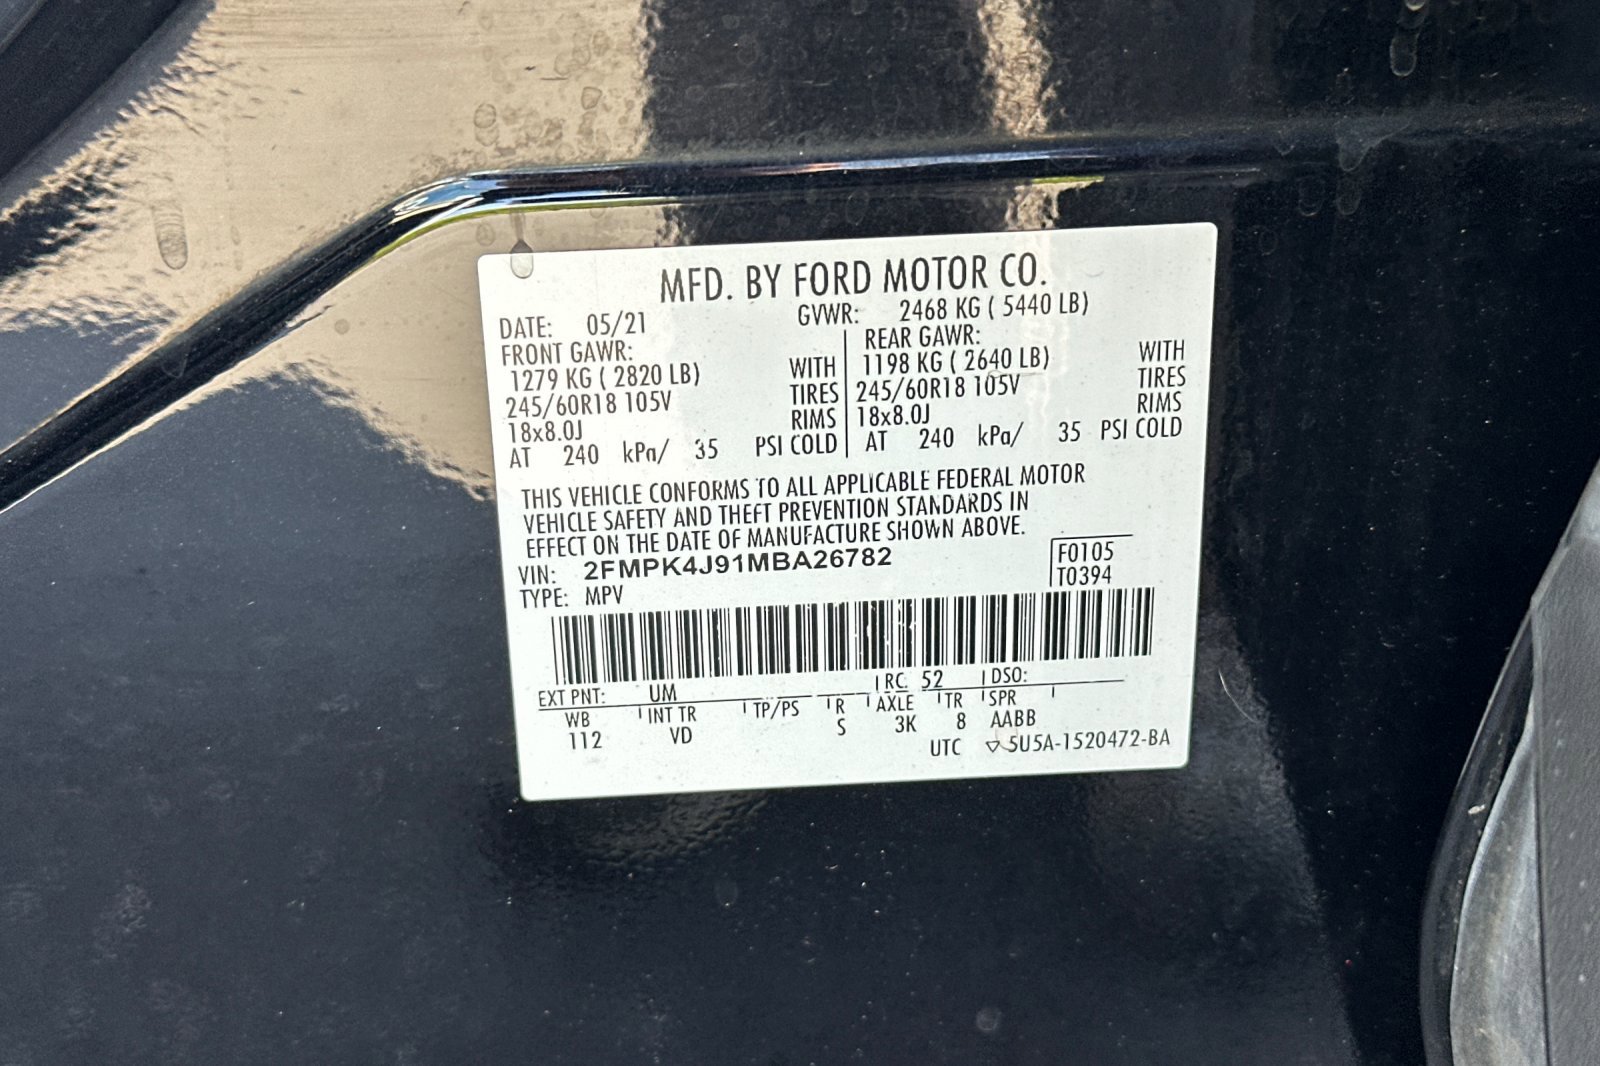 MFD. BY FORD MOTOR CO.
DATE: 05/21 GVWR: 2468 KG ( 5440 LB)
FRONT GAWR: REAR GAWR:
1279 KG ( 2820 LB) WITH 1198 KG ( 2640 LB) WITH
245/60R18 105V TIRES 245/60R18 105V TIRES
18x8.0J RIMS 18x8.0J RIMS
AT 240 kPa/ 35 PSI COLD AT 240 kPa/ 35 PSI COLD
THIS VEHICLE CONFORMS TO ALL APPLICABLE FEDERAL MOTOR
VEHICLE SAFETY AND THEFT PREVENTION STANDARDS IN
EFFECT ON THE DATE OF MANUFACTURE SHOWN ABOVE.
VIN: 2FMPK4J91MBA26782 F0105
TYPE: MPV T0394
EXT PNT: UM RC: 52 DSO:
WB INT TR TP/PS R AXLE TR SPR
112 VD S 3K 8 AABB
UTC ▽ 5U5A-1520472-BA